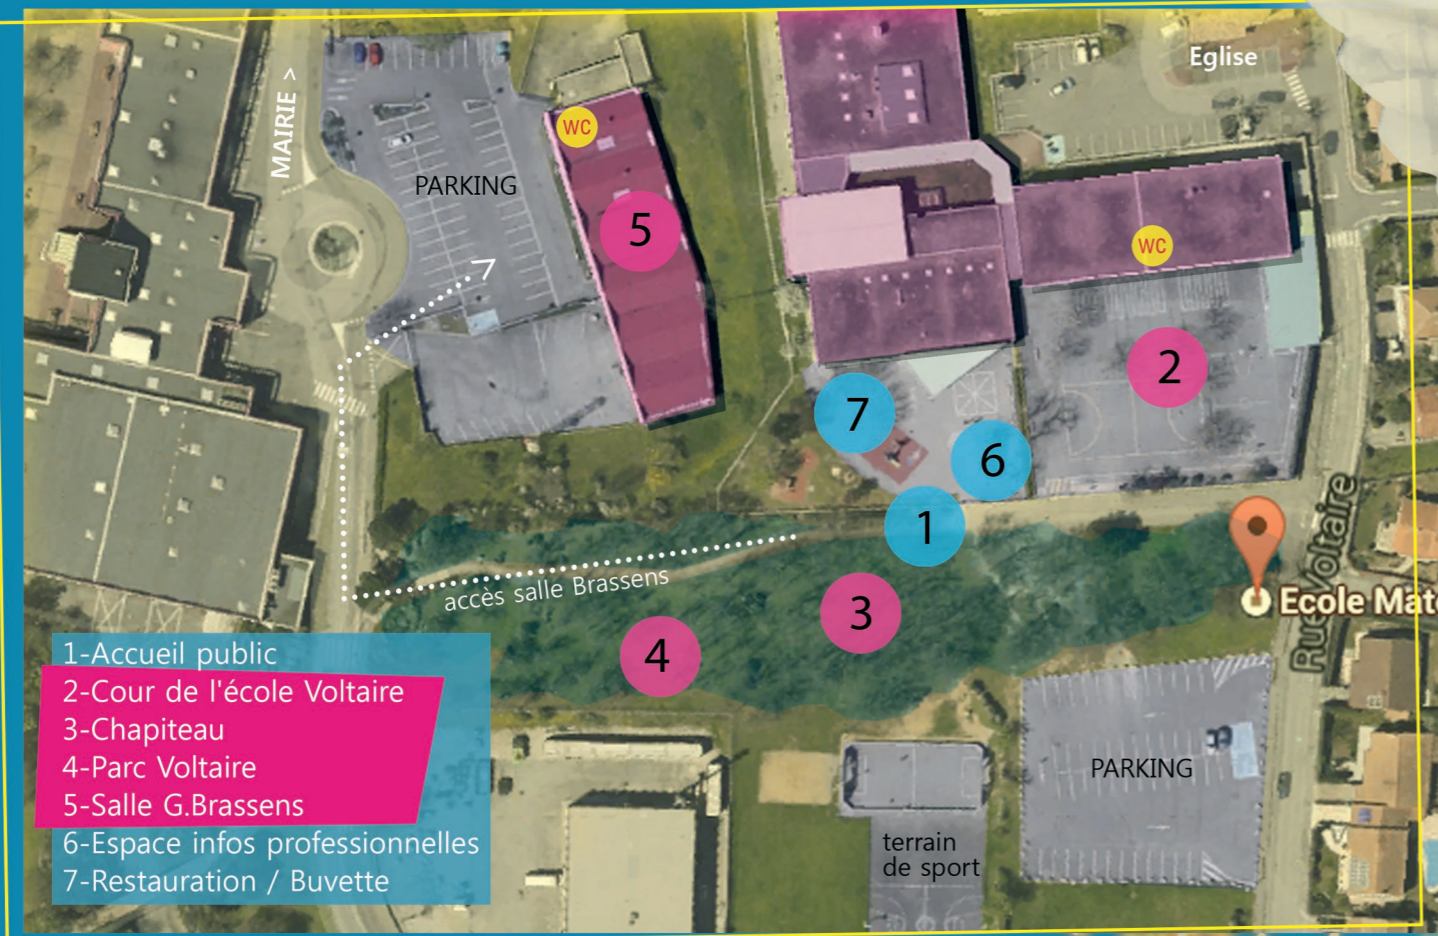 Eglise
MAIRIE >
WC
PARKING
5
WC
2
7
6
1
Rue Voltaire
accès salle Brassens
Ecole Mate
3
4
1-Accueil public
2-Cour de l'école Voltaire
3-Chapiteau
4-Parc Voltaire
5-Salle G.Brassens
6-Espace infos professionnelles
7-Restauration / Buvette
PARKING
terrain
de sport